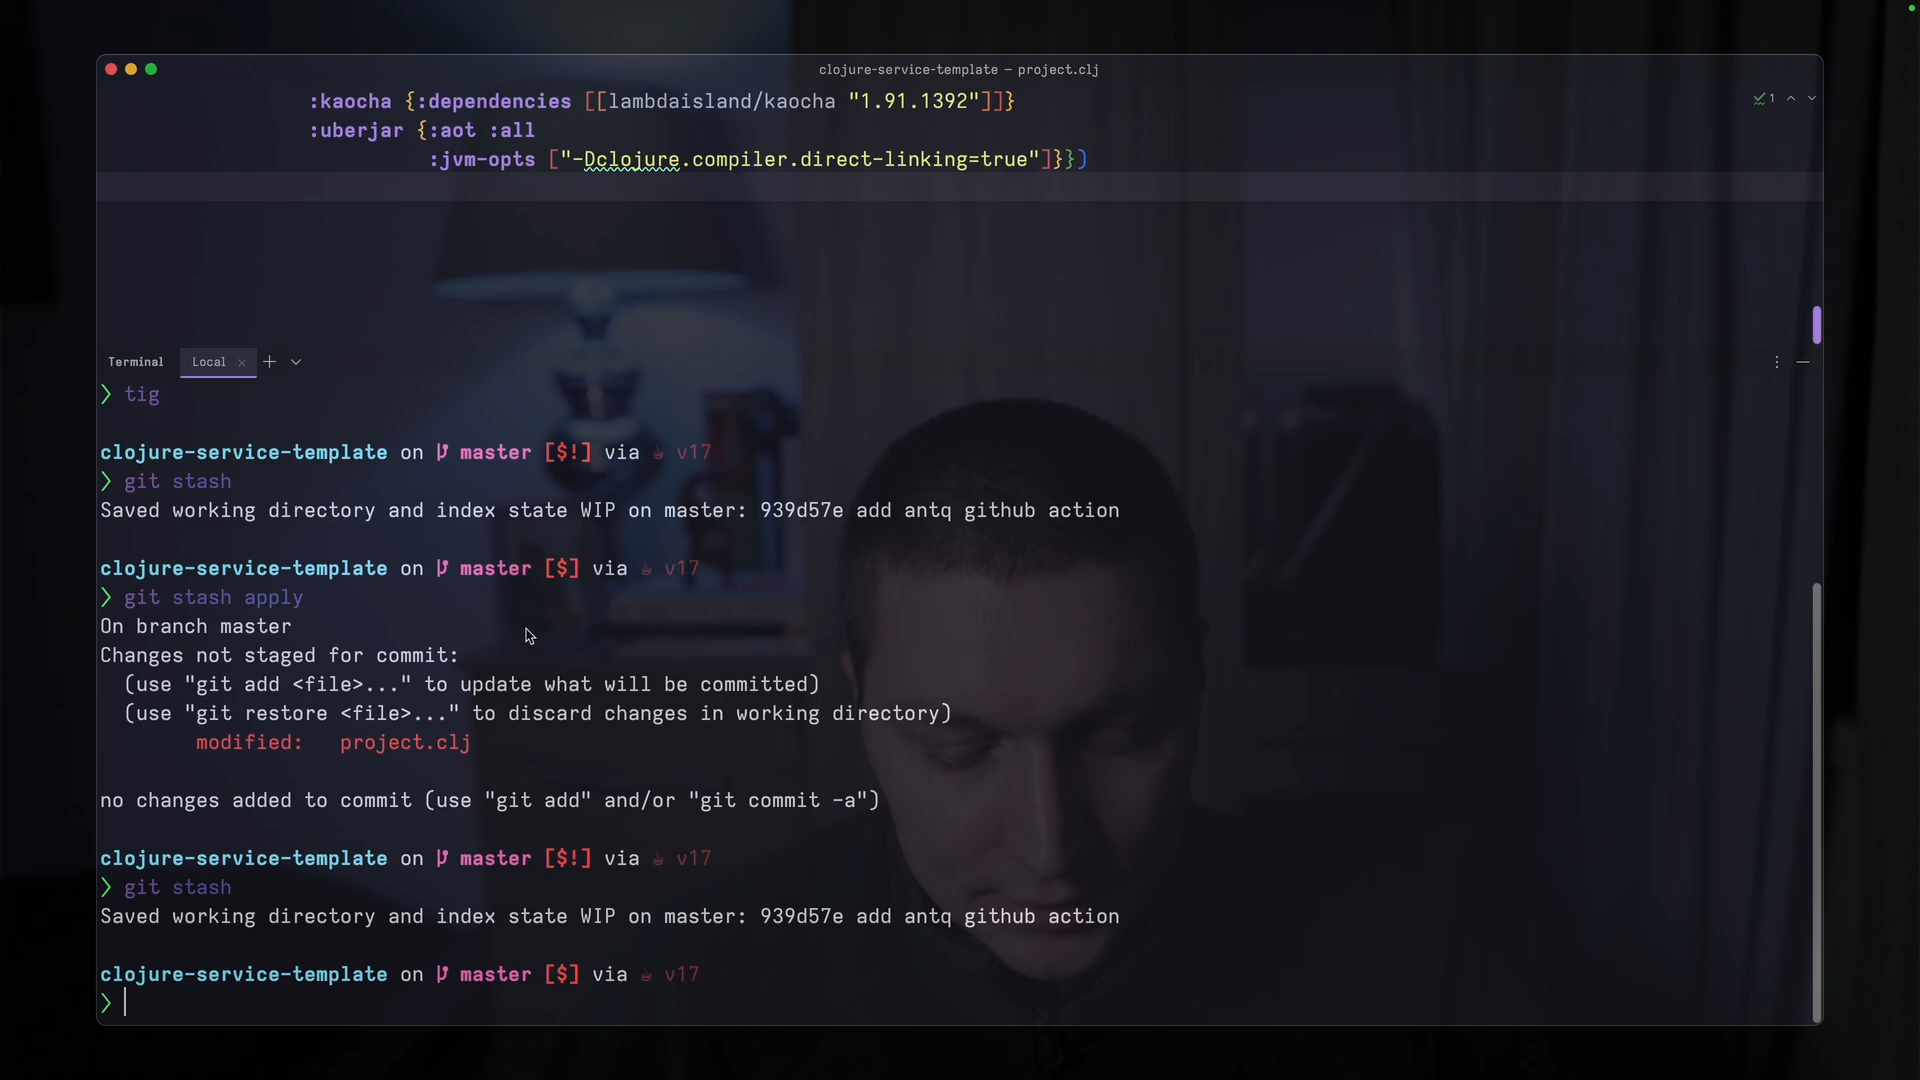 clojure-service-template – project.clj
:kaocha {:dependencies [[lambdaisland/kaocha "1.91.1392"]]}
1
:uberjar {:aot :all
:jvm-opts ["-Dclojure.compiler.direct-linking=true"]}})
Terminal Local
❯ tig
clojure-service-template on master [$!] via v17
❯ git stash
Saved working directory and index state WIP on master: 939d57e add antq github action
clojure-service-template on master [$] via v17
❯ git stash apply
On branch master
Changes not staged for commit:
(use "git add <file>..." to update what will be committed)
(use "git restore <file>..." to discard changes in working directory)
modified: project.clj
no changes added to commit (use "git add" and/or "git commit -a")
clojure-service-template on master [$!] via v17
❯ git stash
Saved working directory and index state WIP on master: 939d57e add antq github action
clojure-service-template on master [$] via v17
❯